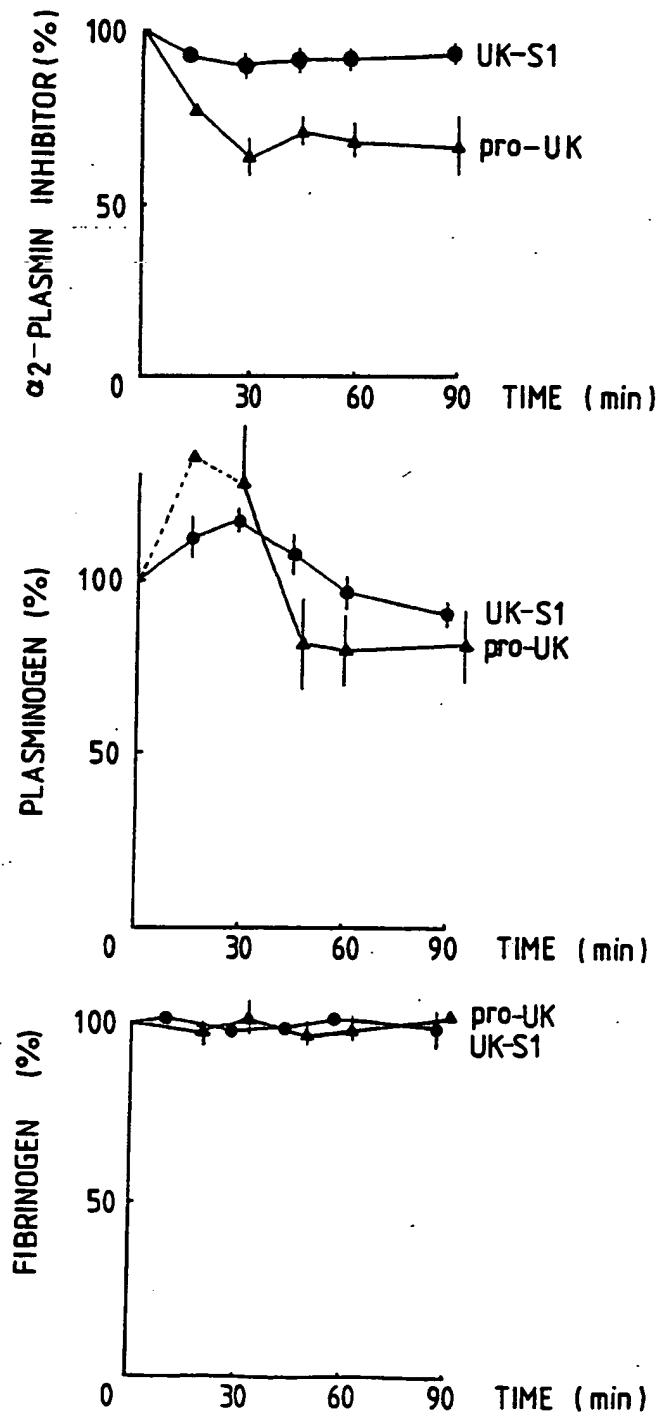 α2-PLASMIN INHIBITOR (%)
100
50
0
UK-S1
pro-UK
30 60 90 TIME (min)
PLASMINOGEN (%)
100
50
0
UK-S1
pro-UK
30 60 90 TIME (min)
FIBRINOGEN (%)
100
50
0
pro-UK
UK-S1
30 60 90 TIME (min)